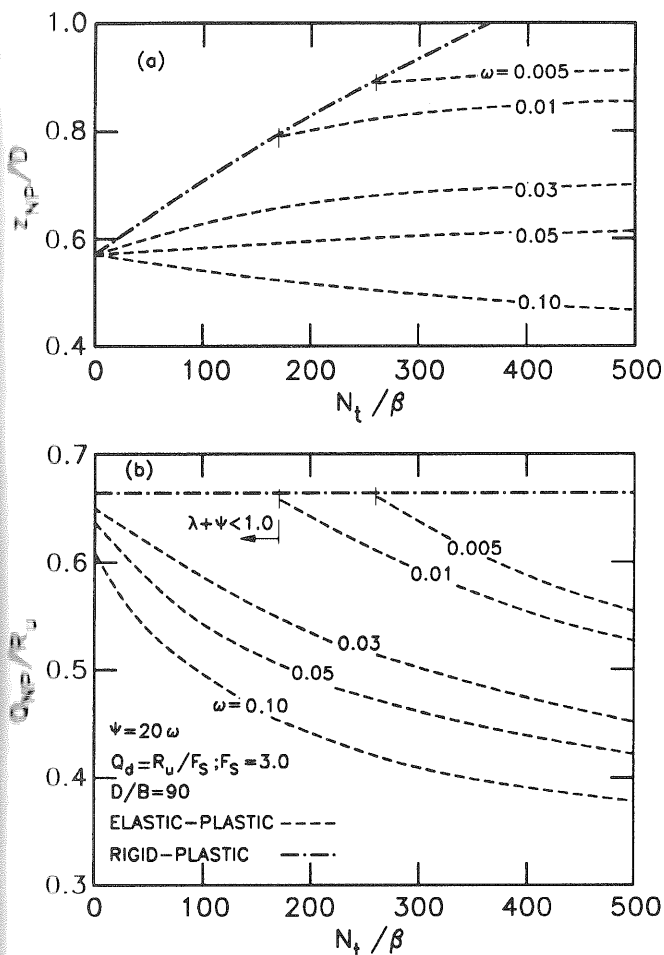 1.0
(a)
ω=0.005
0.01
0.8
z_NP/D
0.03
0.6
0.05
0.10
0.4
0 100 200 300 400 500
N_t/β
0.7
(b)
λ+ψ<1.0
0.005
0.01
0.6
Q_NP/R_u
0.03
0.5
0.05
ω=0.10
ψ=20ω
Q_d=R_u/F_S;F_S=3.0
0.4
D/B=90
ELASTIC-PLASTIC
RIGID-PLASTIC
0.3
0 100 200 300 400 500
N_t/β